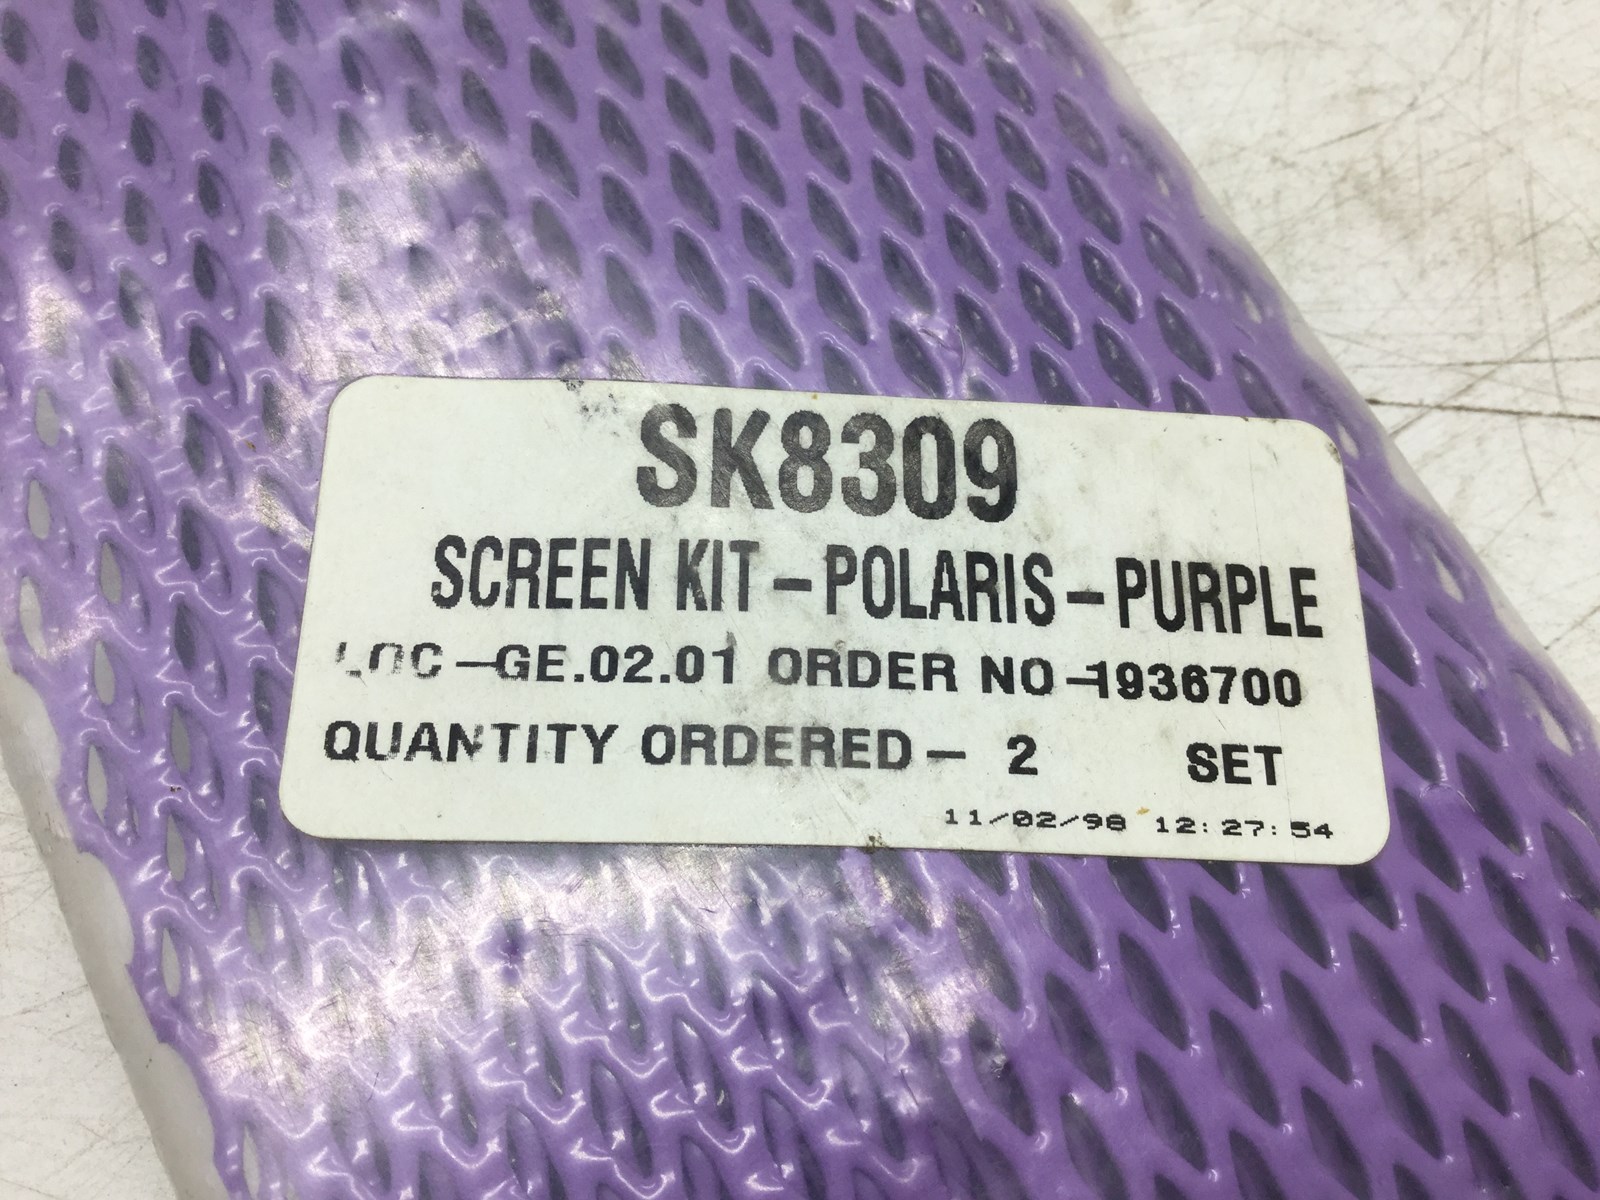 SK8309
SCREEN KIT-POLARIS-PURPLE
LOC-GE.02.01 ORDER NO-1936700
QUANTITY ORDERED- 2 SET
11/02/98 12:27:54